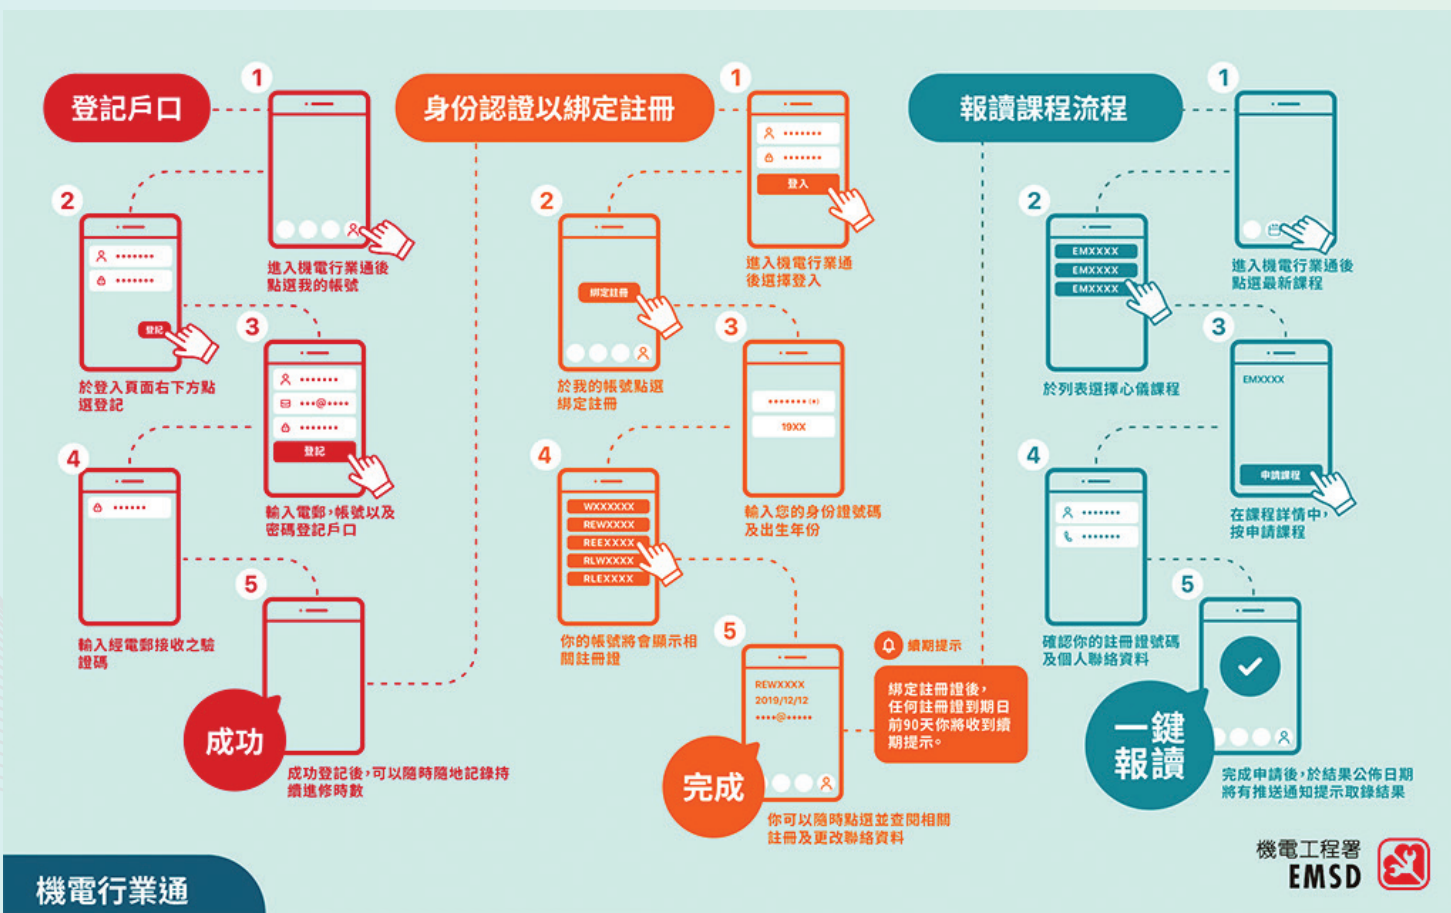 登記戶口
1
進入機電行業通後
點選我的帳號
2
登記
於登入頁面右下方點
選登記
3
•••@••••
登記
輸入電郵,帳號以及
密碼登記戶口
4
輸入經電郵接收之驗
證碼
5
成功
成功登記後,可以隨時隨地記錄持
續進修時數
身份認證以綁定註冊
1
登入
進入機電行業通
後選擇登入
2
綁定註冊
於我的帳號點選
綁定註冊
3
19XX
輸入您的身份證號碼
及出生年份
4
WXXXXXX
REWXXXX
REEXXXX
RLWXXXX
RLEXXXX
你的帳號將會顯示相
關註冊證
5
REWXXXX
2019/12/12
••••@•••••
完成
你可以隨時點選並查閱相關
註冊及更改聯絡資料
續期提示
綁定註冊證後,
任何註冊證到期日
前90天你將收到續
期提示。
報讀課程流程
1
進入機電行業通後
點選最新課程
2
EMXXXX
EMXXXX
EMXXXX
於列表選擇心儀課程
3
EMXXXX
申請課程
在課程詳情中,
按申請課程
4
確認你的註冊證號碼
及個人聯絡資料
5
一鍵
報讀
完成申請後,於結果公佈日期
將有推送通知提示取錄結果
機電行業通
機電工程署
EMSD